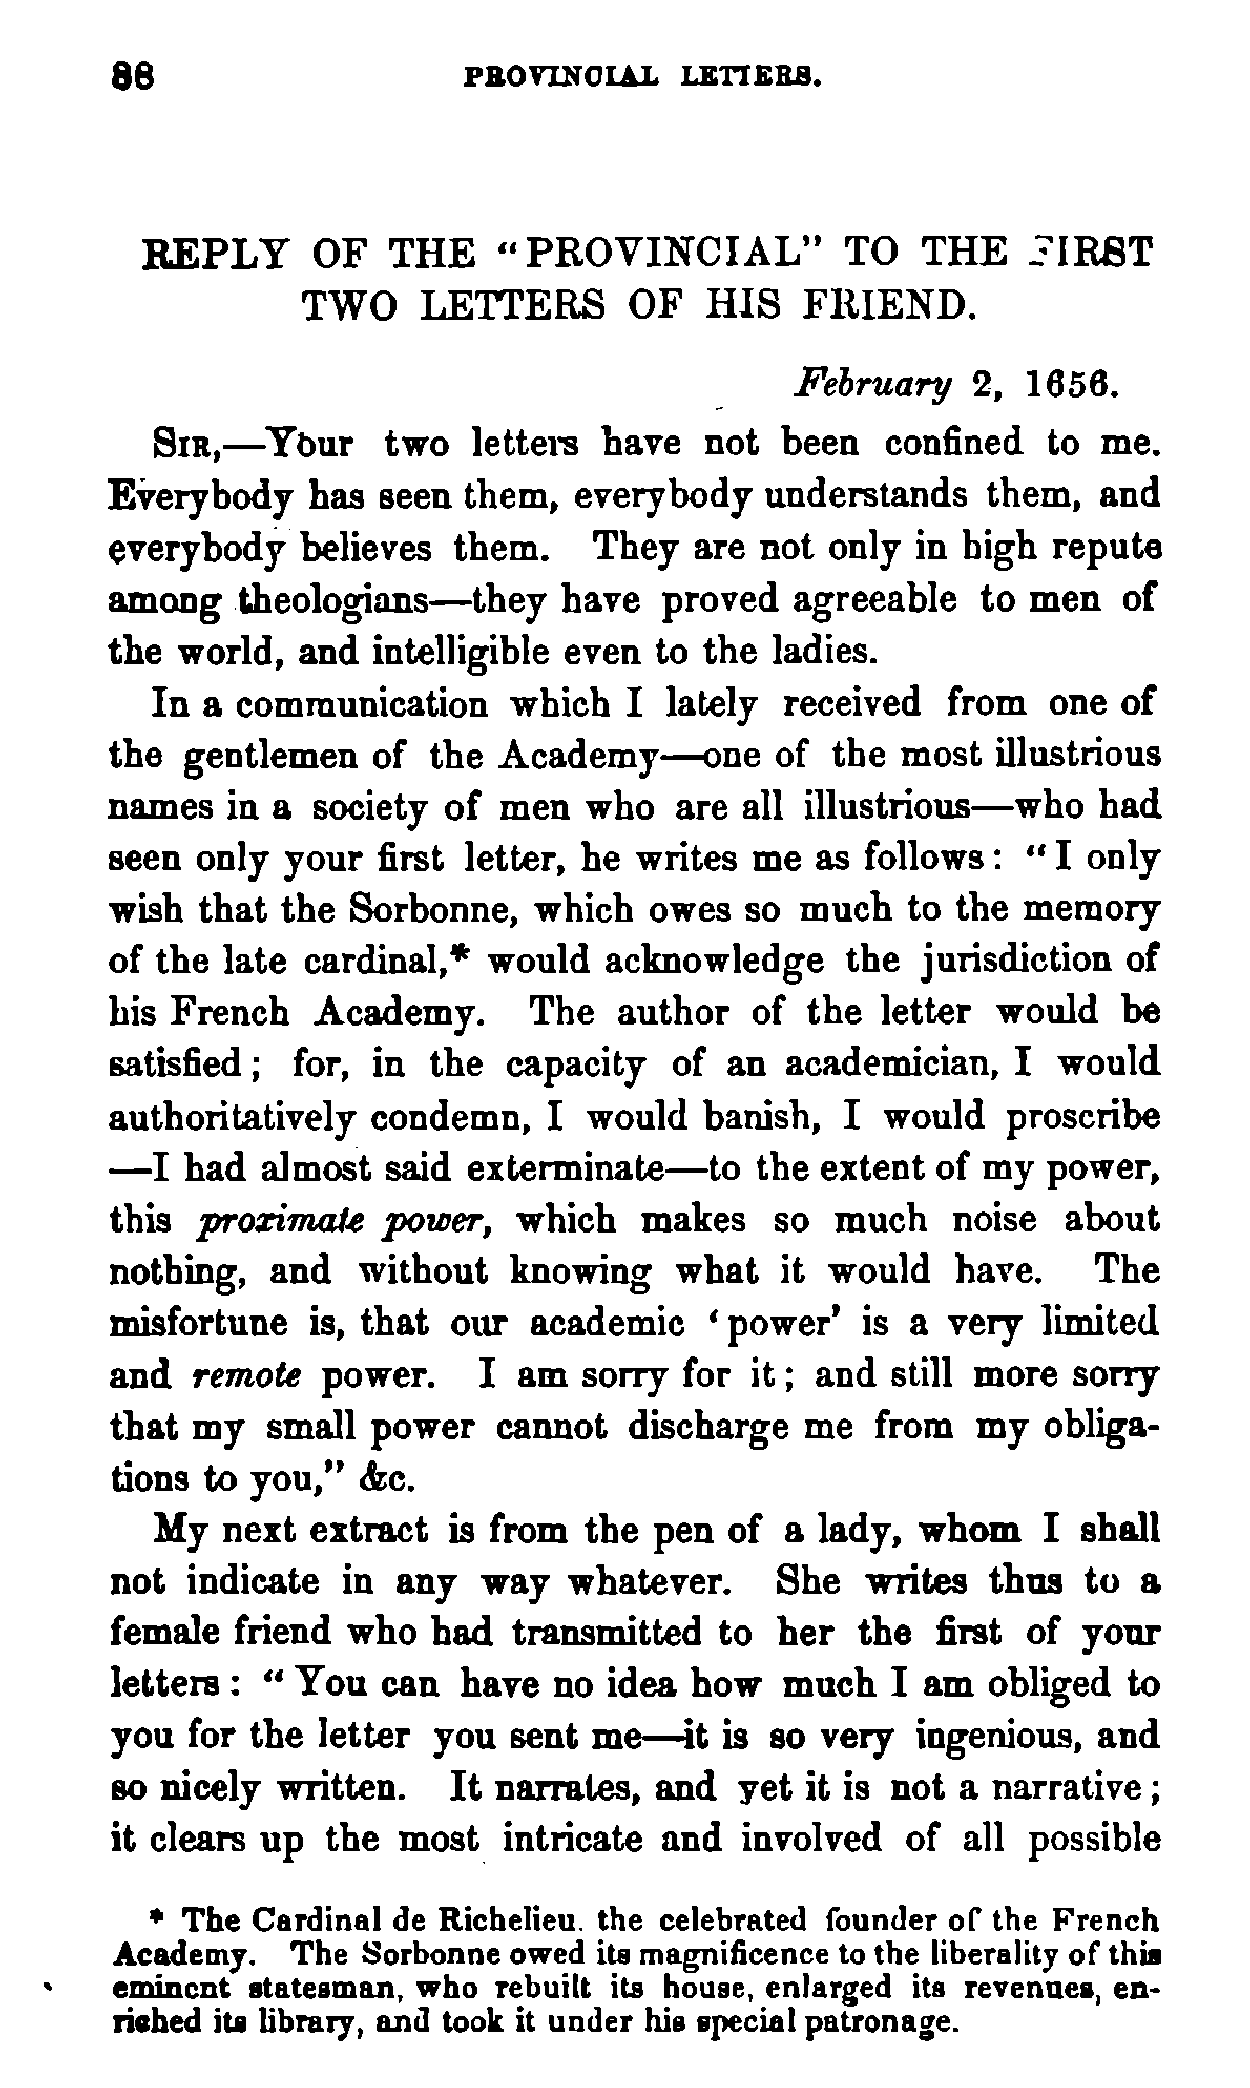 88 PROVINCIAL LETTERS.
REPLY OF THE "PROVINCIAL" TO THE FIRST
TWO LETTERS OF HIS FRIEND.
February 2, 1656.
SIR,—Your two letters have not been confined to me.
Everybody has seen them, everybody understands them, and
everybody believes them. They are not only in high repute
among theologians—they have proved agreeable to men of
the world, and intelligible even to the ladies.
In a communication which I lately received from one of
the gentlemen of the Academy—one of the most illustrious
names in a society of men who are all illustrious—who had
seen only your first letter, he writes me as follows: "I only
wish that the Sorbonne, which owes so much to the memory
of the late cardinal,* would acknowledge the jurisdiction of
his French Academy. The author of the letter would be
satisfied; for, in the capacity of an academician, I would
authoritatively condemn, I would banish, I would proscribe
—I had almost said exterminate—to the extent of my power,
this proximate power, which makes so much noise about
nothing, and without knowing what it would have. The
misfortune is, that our academic 'power' is a very limited
and remote power. I am sorry for it; and still more sorry
that my small power cannot discharge me from my obliga-
tions to you," &c.
My next extract is from the pen of a lady, whom I shall
not indicate in any way whatever. She writes thus to a
female friend who had transmitted to her the first of your
letters: "You can have no idea how much I am obliged to
you for the letter you sent me—it is so very ingenious, and
so nicely written. It narrates, and yet it is not a narrative;
it clears up the most intricate and involved of all possible
* The Cardinal de Richelieu. the celebrated founder of the French
Academy. The Sorbonne owed its magnificence to the liberality of this
eminent statesman, who rebuilt its house, enlarged its revenues, en-
riched its library, and took it under his special patronage.